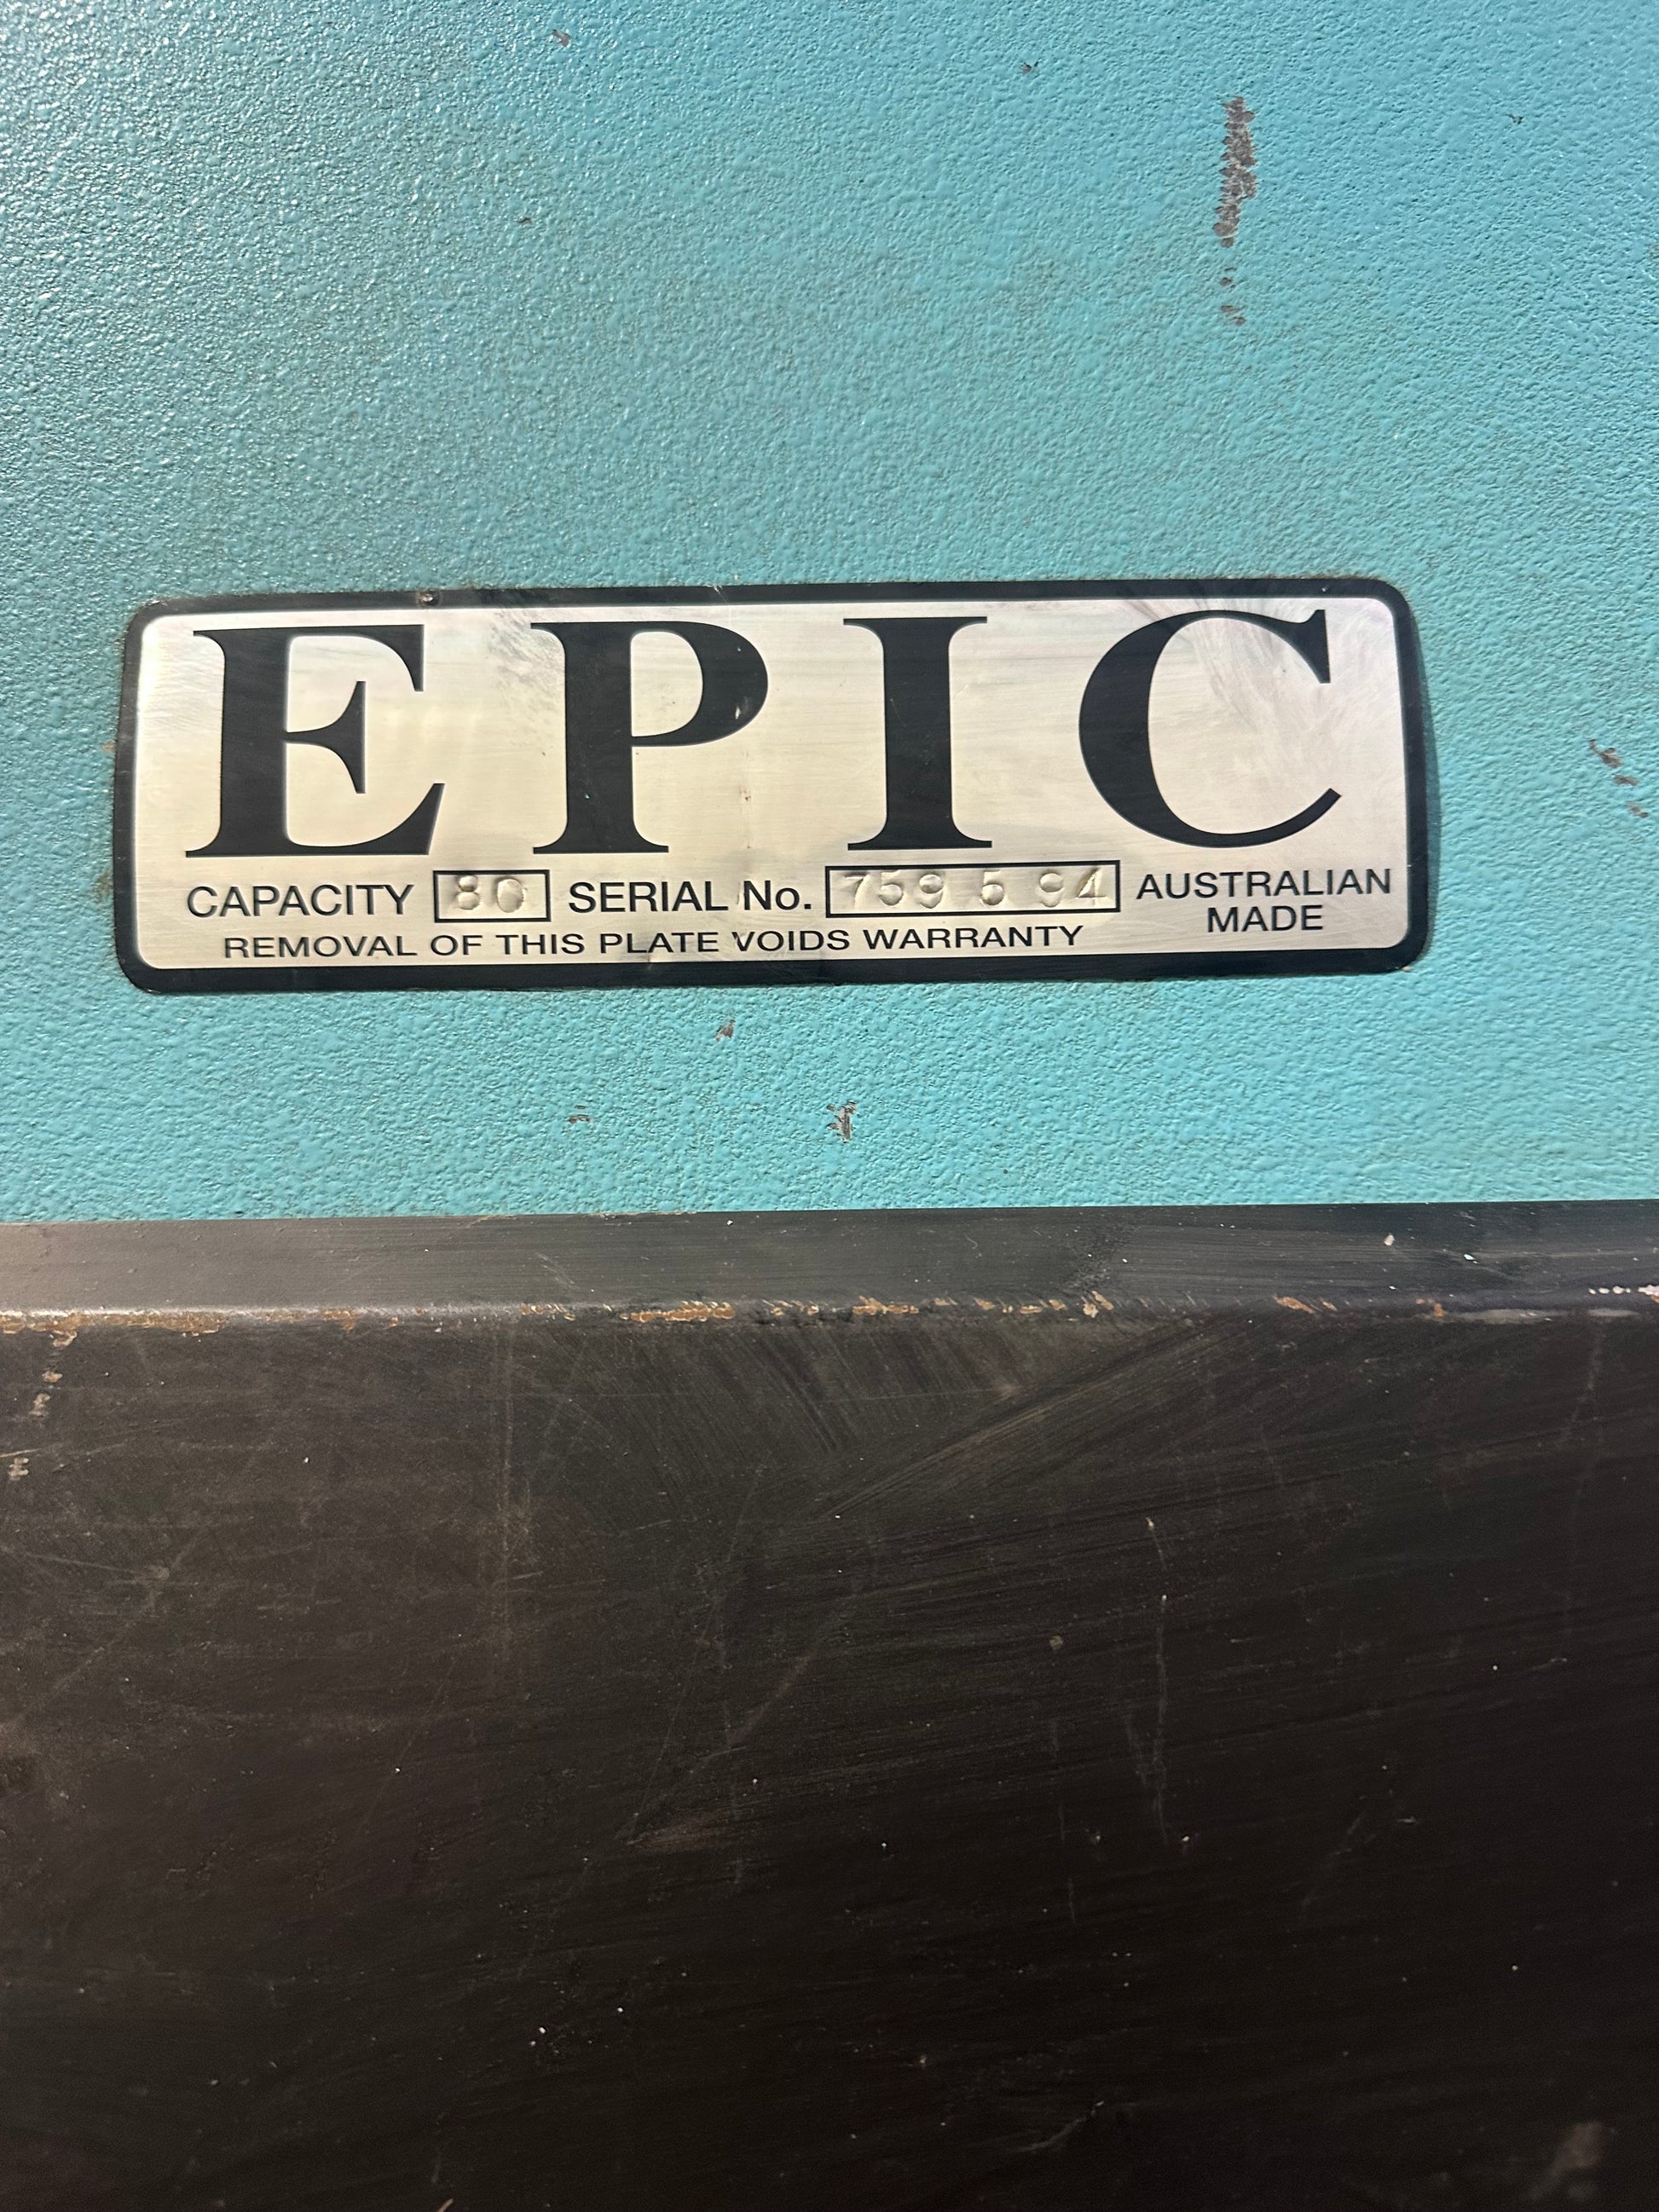 EPIC
CAPACITY 80 SERIAL No. 759 5 94 AUSTRALIAN MADE
REMOVAL OF THIS PLATE VOIDS WARRANTY